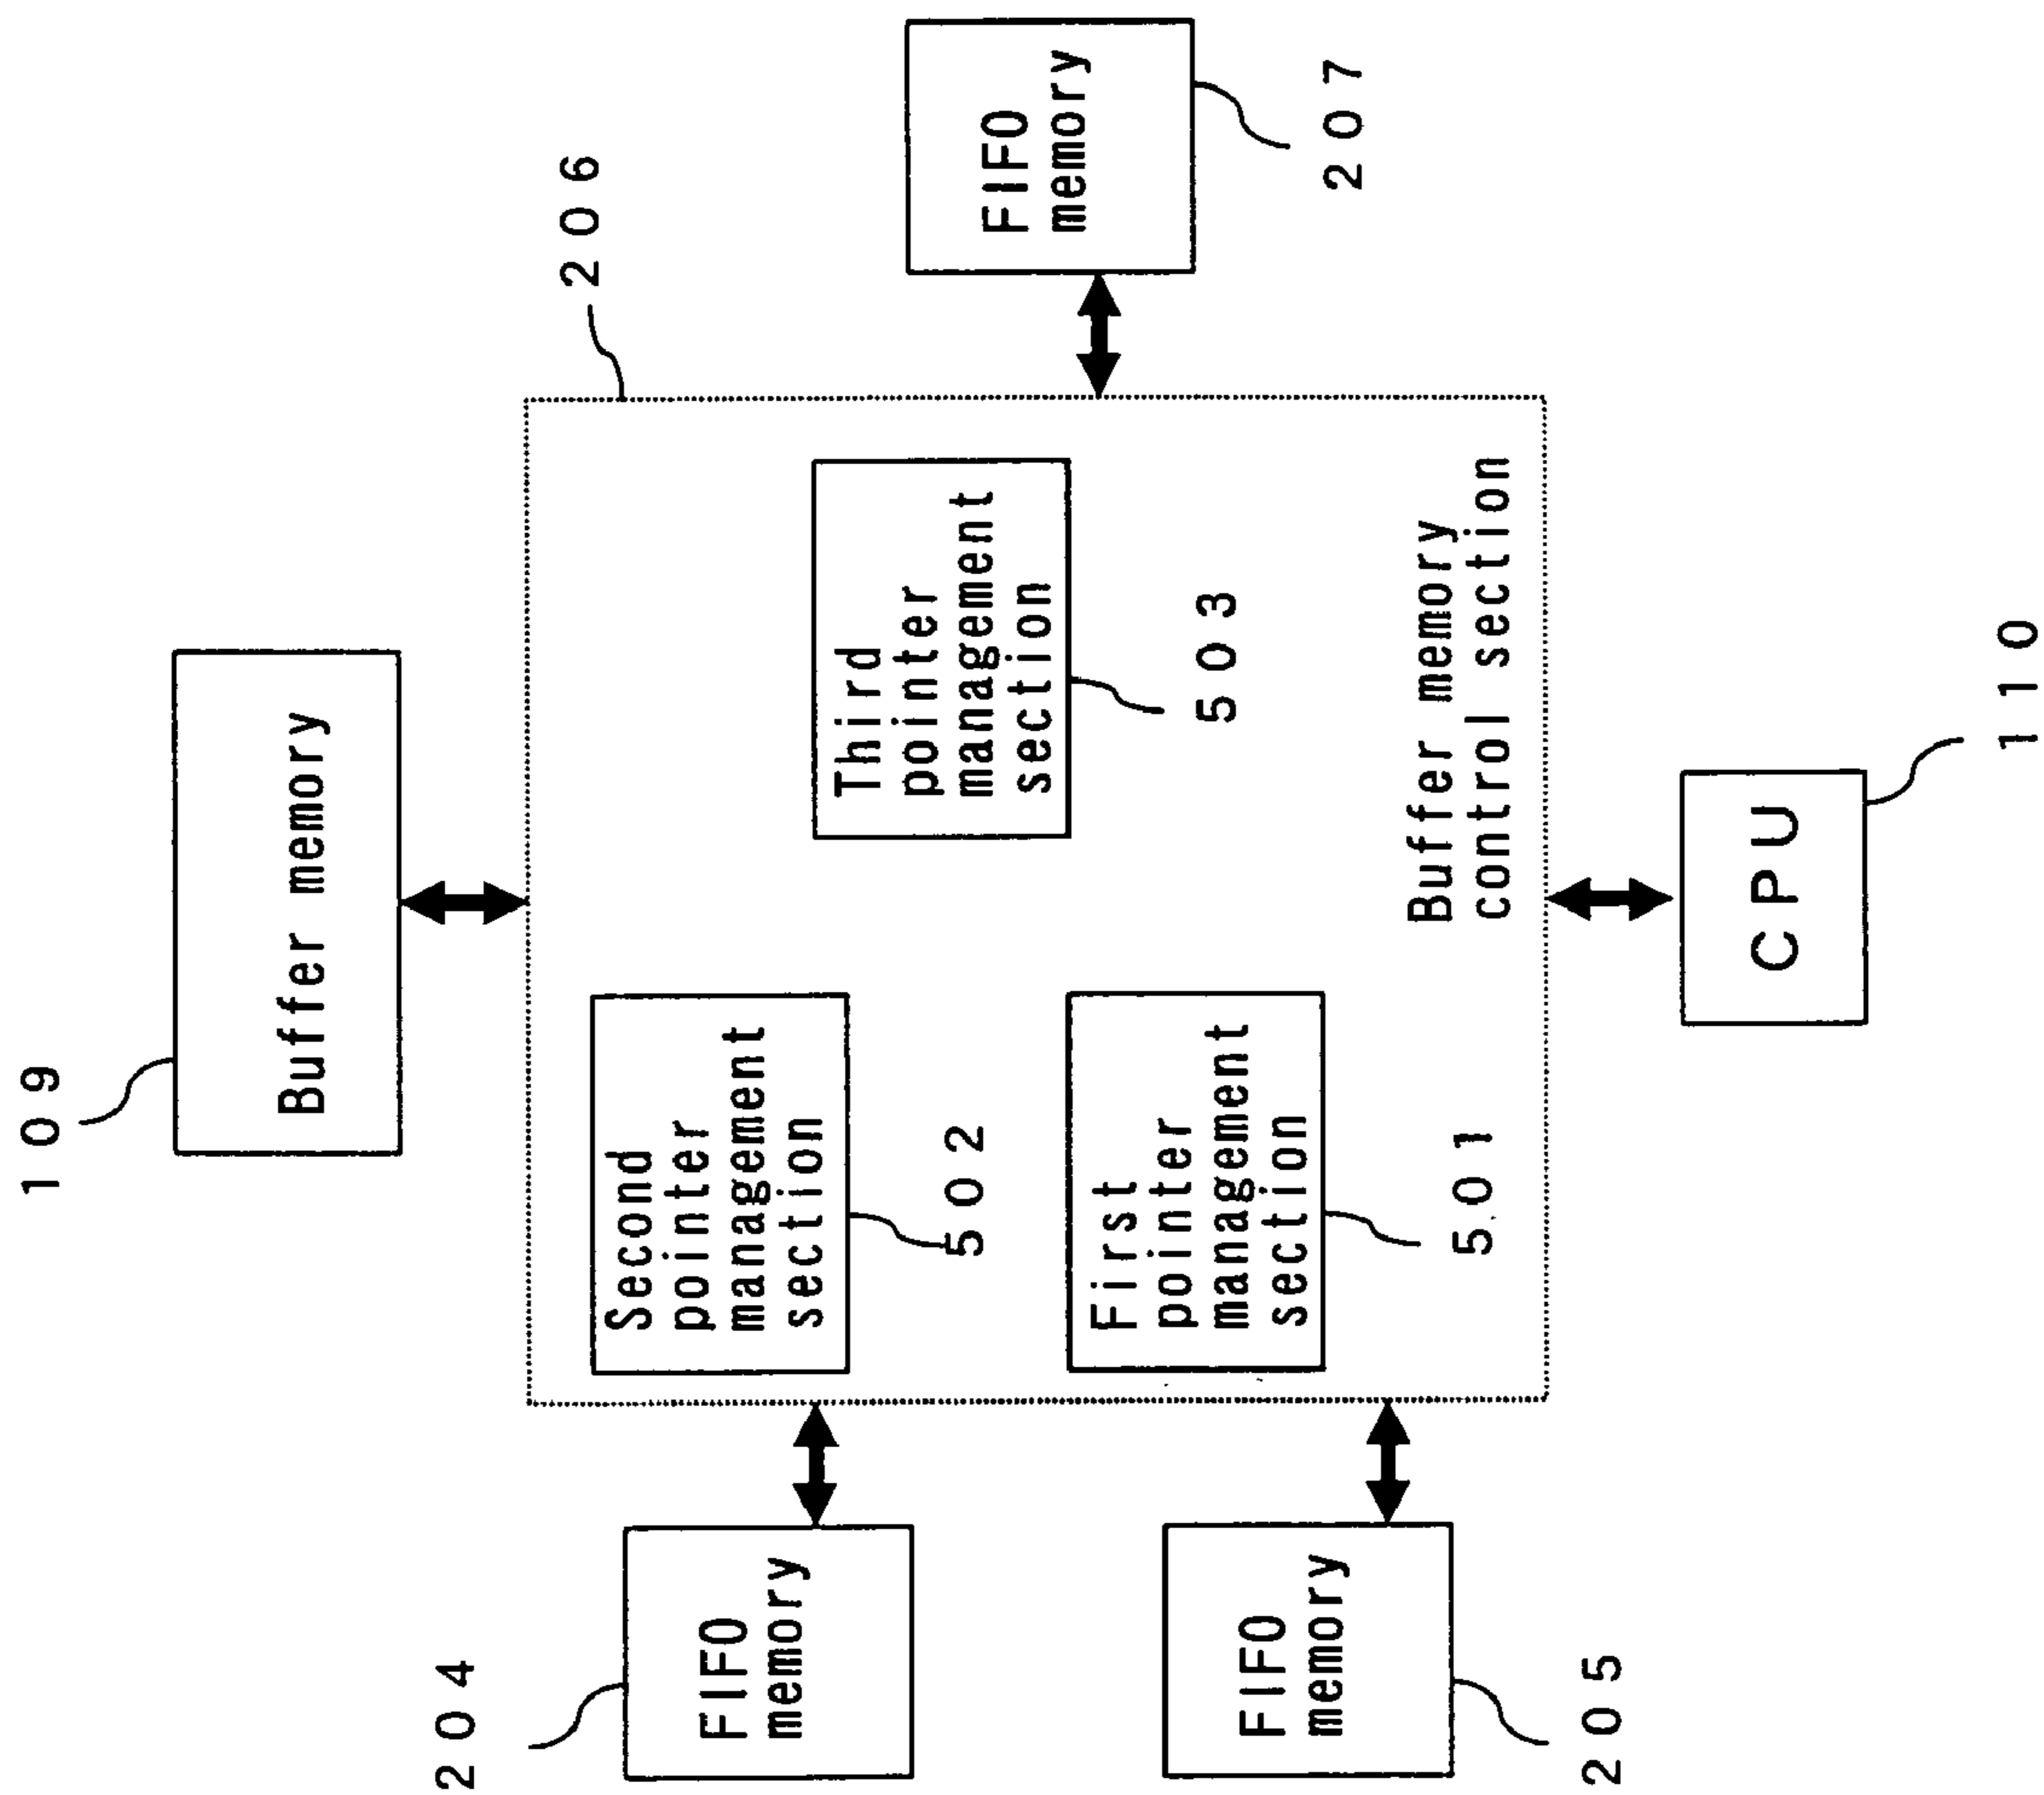 109
Buffer memory
206
204
FIFO
memory
Second
pointer
management
section
502
Third
pointer
management
section
503
FIFO
memory
207
205
FIFO
memory
First
pointer
management
section
501
Buffer memory
control section
CPU
110